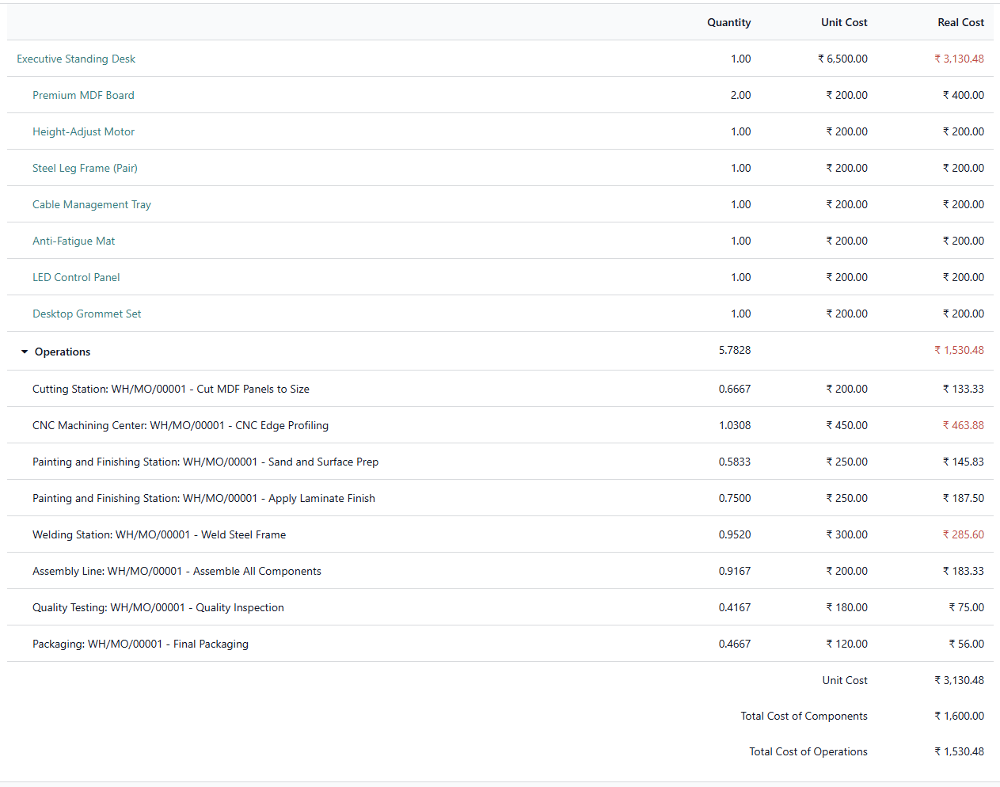 Quantity Unit Cost Real Cost
Executive Standing Desk 1.00 ₹ 6,500.00 ₹ 3,130.48
Premium MDF Board 2.00 ₹ 200.00 ₹ 400.00
Height-Adjust Motor 1.00 ₹ 200.00 ₹ 200.00
Steel Leg Frame (Pair) 1.00 ₹ 200.00 ₹ 200.00
Cable Management Tray 1.00 ₹ 200.00 ₹ 200.00
Anti-Fatigue Mat 1.00 ₹ 200.00 ₹ 200.00
LED Control Panel 1.00 ₹ 200.00 ₹ 200.00
Desktop Grommet Set 1.00 ₹ 200.00 ₹ 200.00
Operations 5.7828 ₹ 1,530.48
Cutting Station: WH/MO/00001 - Cut MDF Panels to Size 0.6667 ₹ 200.00 ₹ 133.33
CNC Machining Center: WH/MO/00001 - CNC Edge Profiling 1.0308 ₹ 450.00 ₹ 463.88
Painting and Finishing Station: WH/MO/00001 - Sand and Surface Prep 0.5833 ₹ 250.00 ₹ 145.83
Painting and Finishing Station: WH/MO/00001 - Apply Laminate Finish 0.7500 ₹ 250.00 ₹ 187.50
Welding Station: WH/MO/00001 - Weld Steel Frame 0.9520 ₹ 300.00 ₹ 285.60
Assembly Line: WH/MO/00001 - Assemble All Components 0.9167 ₹ 200.00 ₹ 183.33
Quality Testing: WH/MO/00001 - Quality Inspection 0.4167 ₹ 180.00 ₹ 75.00
Packaging: WH/MO/00001 - Final Packaging 0.4667 ₹ 120.00 ₹ 56.00
Unit Cost ₹ 3,130.48
Total Cost of Components ₹ 1,600.00
Total Cost of Operations ₹ 1,530.48